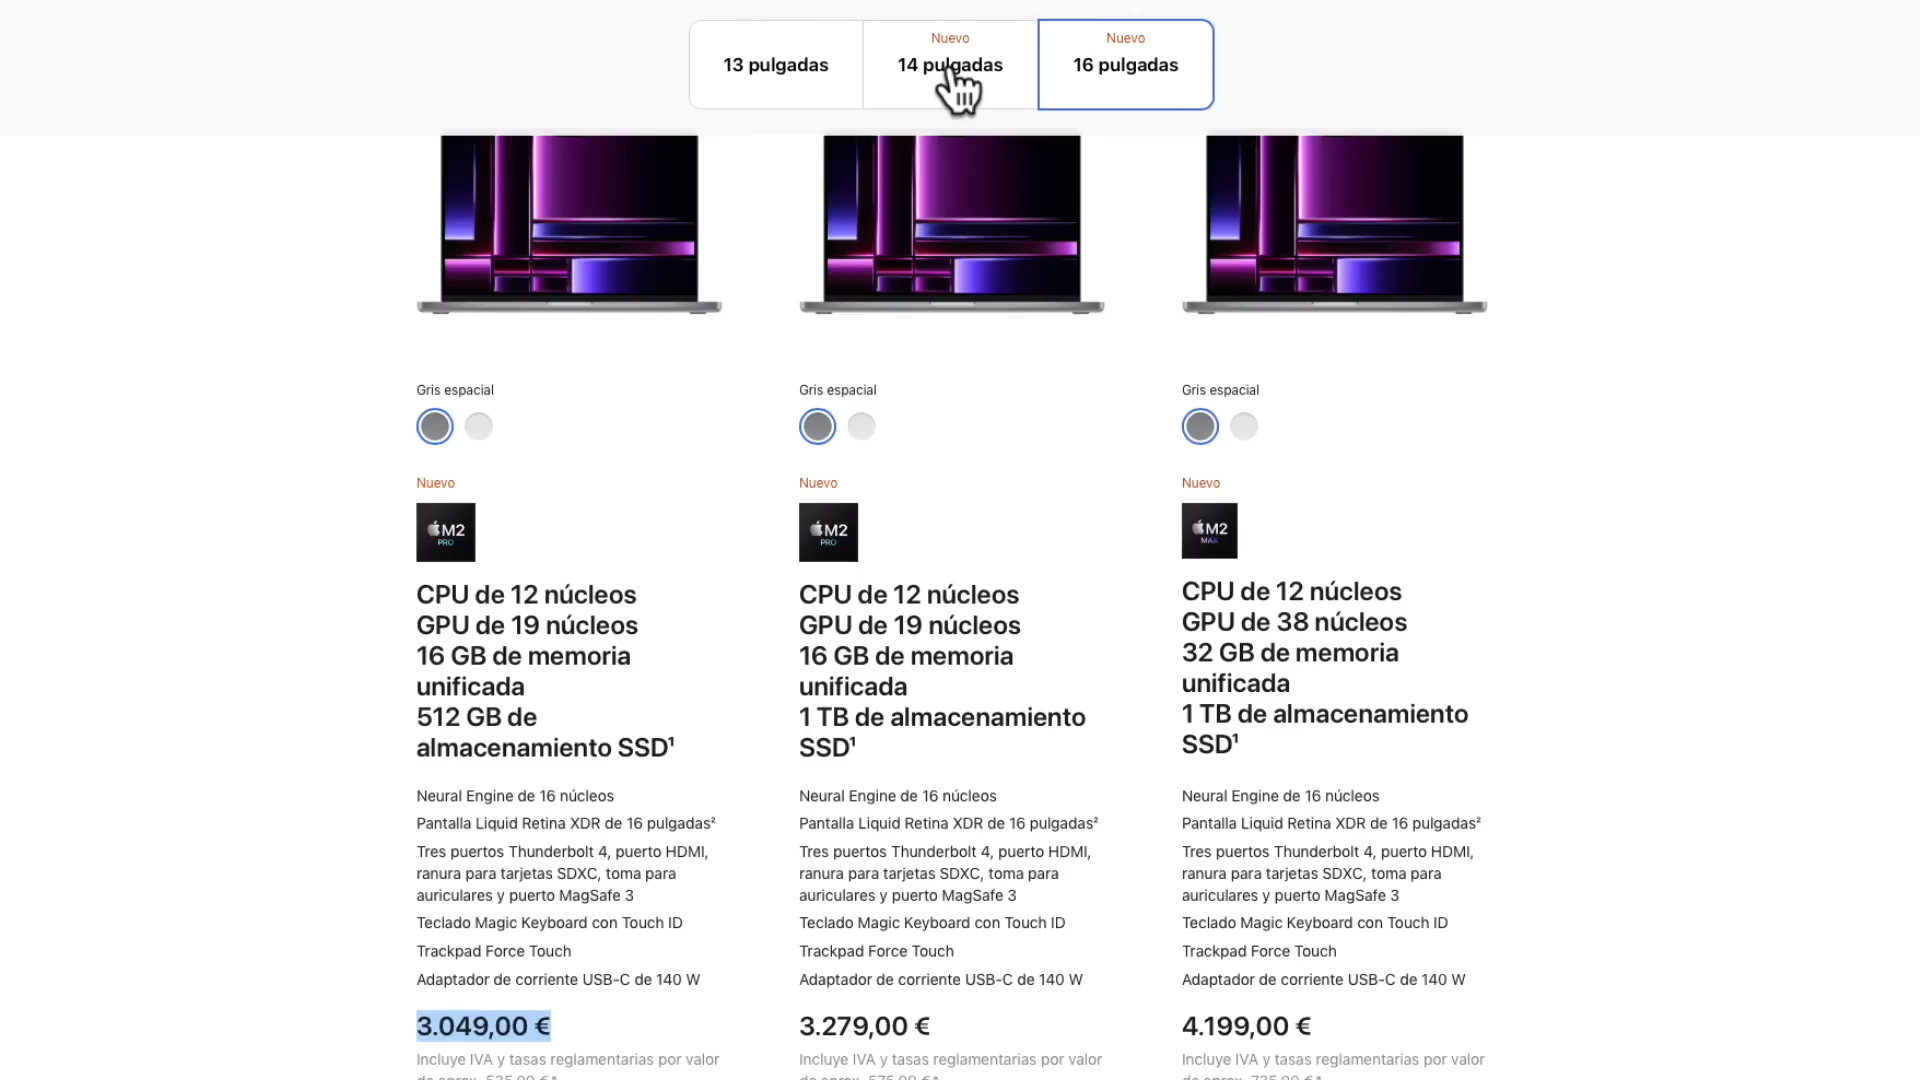 Nuevo
Nuevo
13 pulgadas
14 pulgadas
16 pulgadas
Gris espacial
Nuevo
M2
PRO
CPU de 12 núcleos
GPU de 19 núcleos
16 GB de memoria
unificada
512 GB de
almacenamiento SSD¹
Neural Engine de 16 núcleos
Pantalla Liquid Retina XDR de 16 pulgadas²
Tres puertos Thunderbolt 4, puerto HDMI,
ranura para tarjetas SDXC, toma para
auriculares y puerto MagSafe 3
Teclado Magic Keyboard con Touch ID
Trackpad Force Touch
Adaptador de corriente USB-C de 140 W
3.049,00 €
Incluye IVA y tasas reglamentarias por valor
Gris espacial
Nuevo
M2
PRO
CPU de 12 núcleos
GPU de 19 núcleos
16 GB de memoria
unificada
1 TB de almacenamiento
SSD¹
Neural Engine de 16 núcleos
Pantalla Liquid Retina XDR de 16 pulgadas²
Tres puertos Thunderbolt 4, puerto HDMI,
ranura para tarjetas SDXC, toma para
auriculares y puerto MagSafe 3
Teclado Magic Keyboard con Touch ID
Trackpad Force Touch
Adaptador de corriente USB-C de 140 W
3.279,00 €
Incluye IVA y tasas reglamentarias por valor
Gris espacial
Nuevo
M2
MAX
CPU de 12 núcleos
GPU de 38 núcleos
32 GB de memoria
unificada
1 TB de almacenamiento
SSD¹
Neural Engine de 16 núcleos
Pantalla Liquid Retina XDR de 16 pulgadas²
Tres puertos Thunderbolt 4, puerto HDMI,
ranura para tarjetas SDXC, toma para
auriculares y puerto MagSafe 3
Teclado Magic Keyboard con Touch ID
Trackpad Force Touch
Adaptador de corriente USB-C de 140 W
4.199,00 €
Incluye IVA y tasas reglamentarias por valor